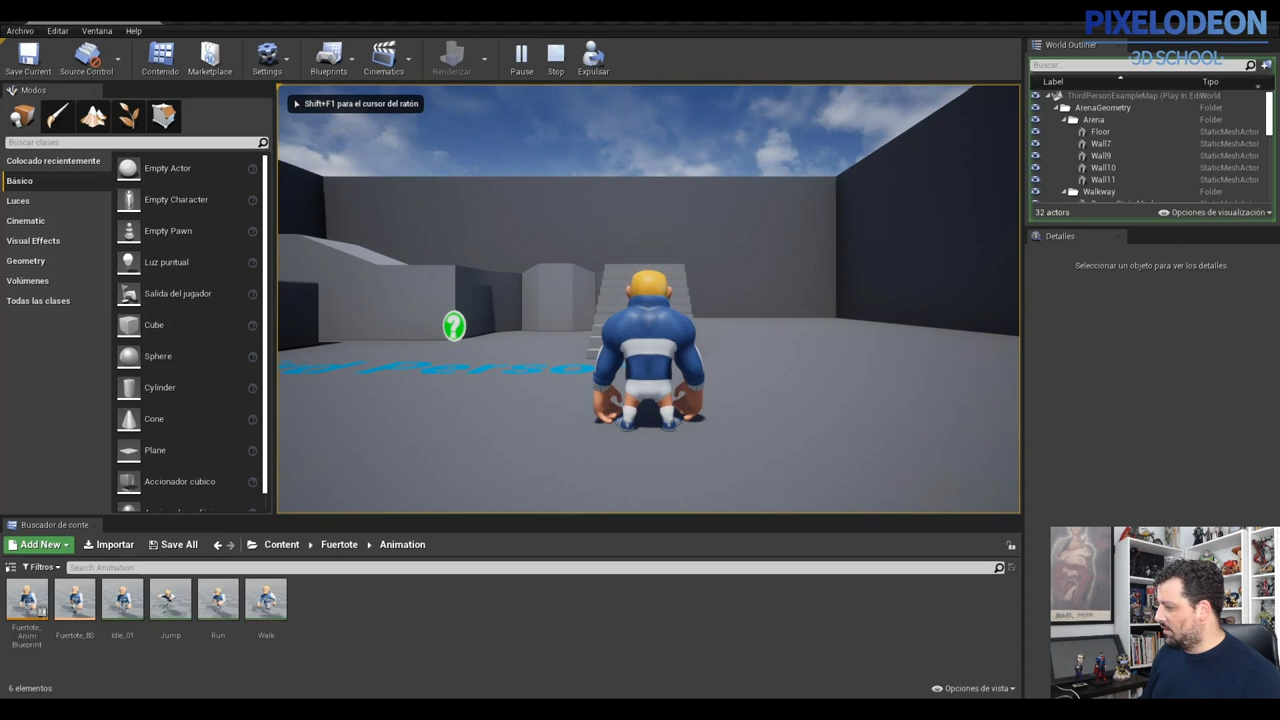 PIXELODEON
3D SCHOOL
Archivo Editar Ventana Help
Save Current Source Control Contenido Marketplace Settings Blueprints Cinematics Renderizar Pause Stop Expulsar
World Outliner
Modos
Buscar...
Shift+F1 para el cursor del ratón
Label Tipo
ThirdPersonExampleMap (Play In Edi World
ArenaGeometry Folder
Arena Folder
Floor StaticMeshActor
Wall7 StaticMeshActor
Wall9 StaticMeshActor
Wall10 StaticMeshActor
Wall11 StaticMeshActor
Walkway Folder
32 actors Opciones de visualización
Detalles
Seleccionar un objeto para ver los detalles
Buscar clases
Colocado recientemente
Básico
Luces
Cinematic
Visual Effects
Geometry
Volúmenes
Todas las clases
Empty Actor
Empty Character
Empty Pawn
Luz puntual
Salida del jugador
Cube
Sphere
Cylinder
Cone
Plane
Accionador cúbico
?
Perso
Buscador de conte
Add New Importar Save All Content Fuertote Animation
Filtros Search Animation
Fuertote_
Anim
Blueprint
Fuertote_BS
Idle_01
Jump
Run
Walk
6 elementos Opciones de vista